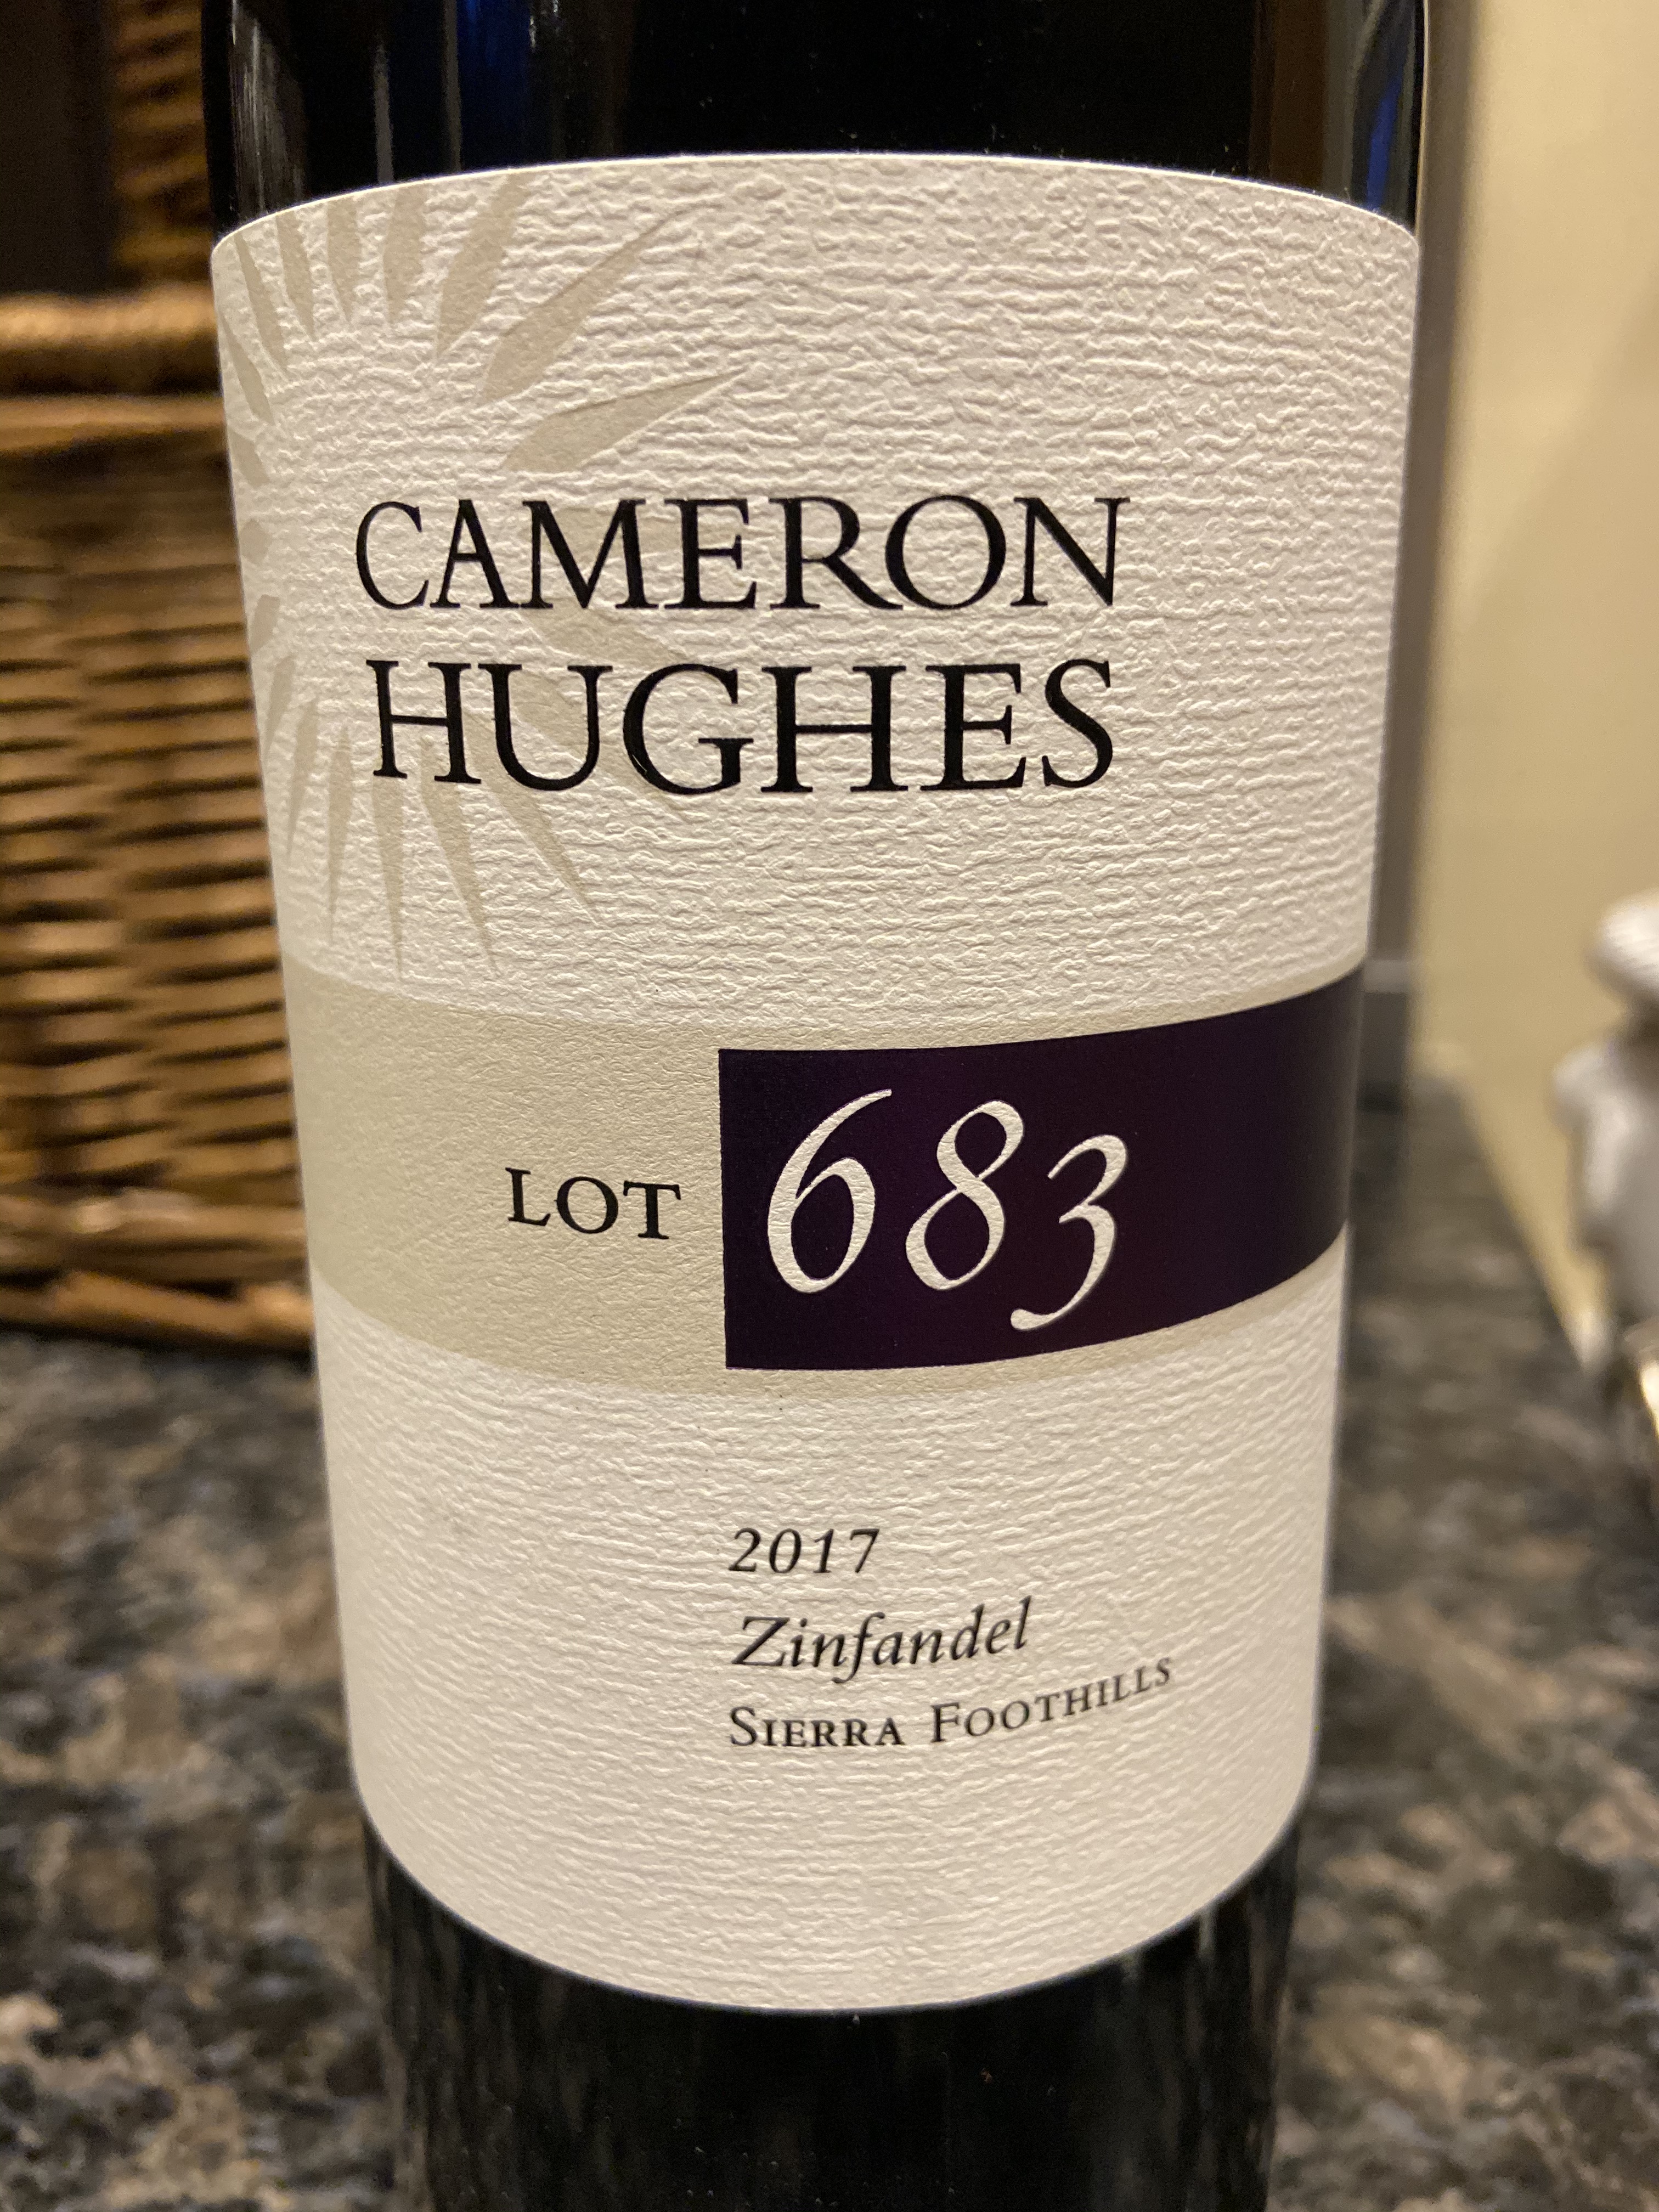 CAMERON
HUGHES
LOT 683
2017
Zinfandel
SIERRA FOOTHILLS